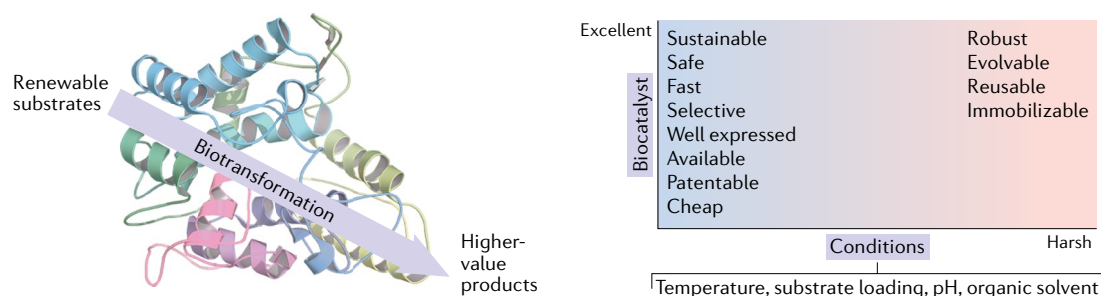 Renewable
substrates
Biotransformation
Higher-
value
products
Excellent
Biocatalyst
Sustainable
Safe
Fast
Selective
Well expressed
Available
Patentable
Cheap
Robust
Evolvable
Reusable
Immobilizable
Conditions
Harsh
Temperature, substrate loading, pH, organic solvent